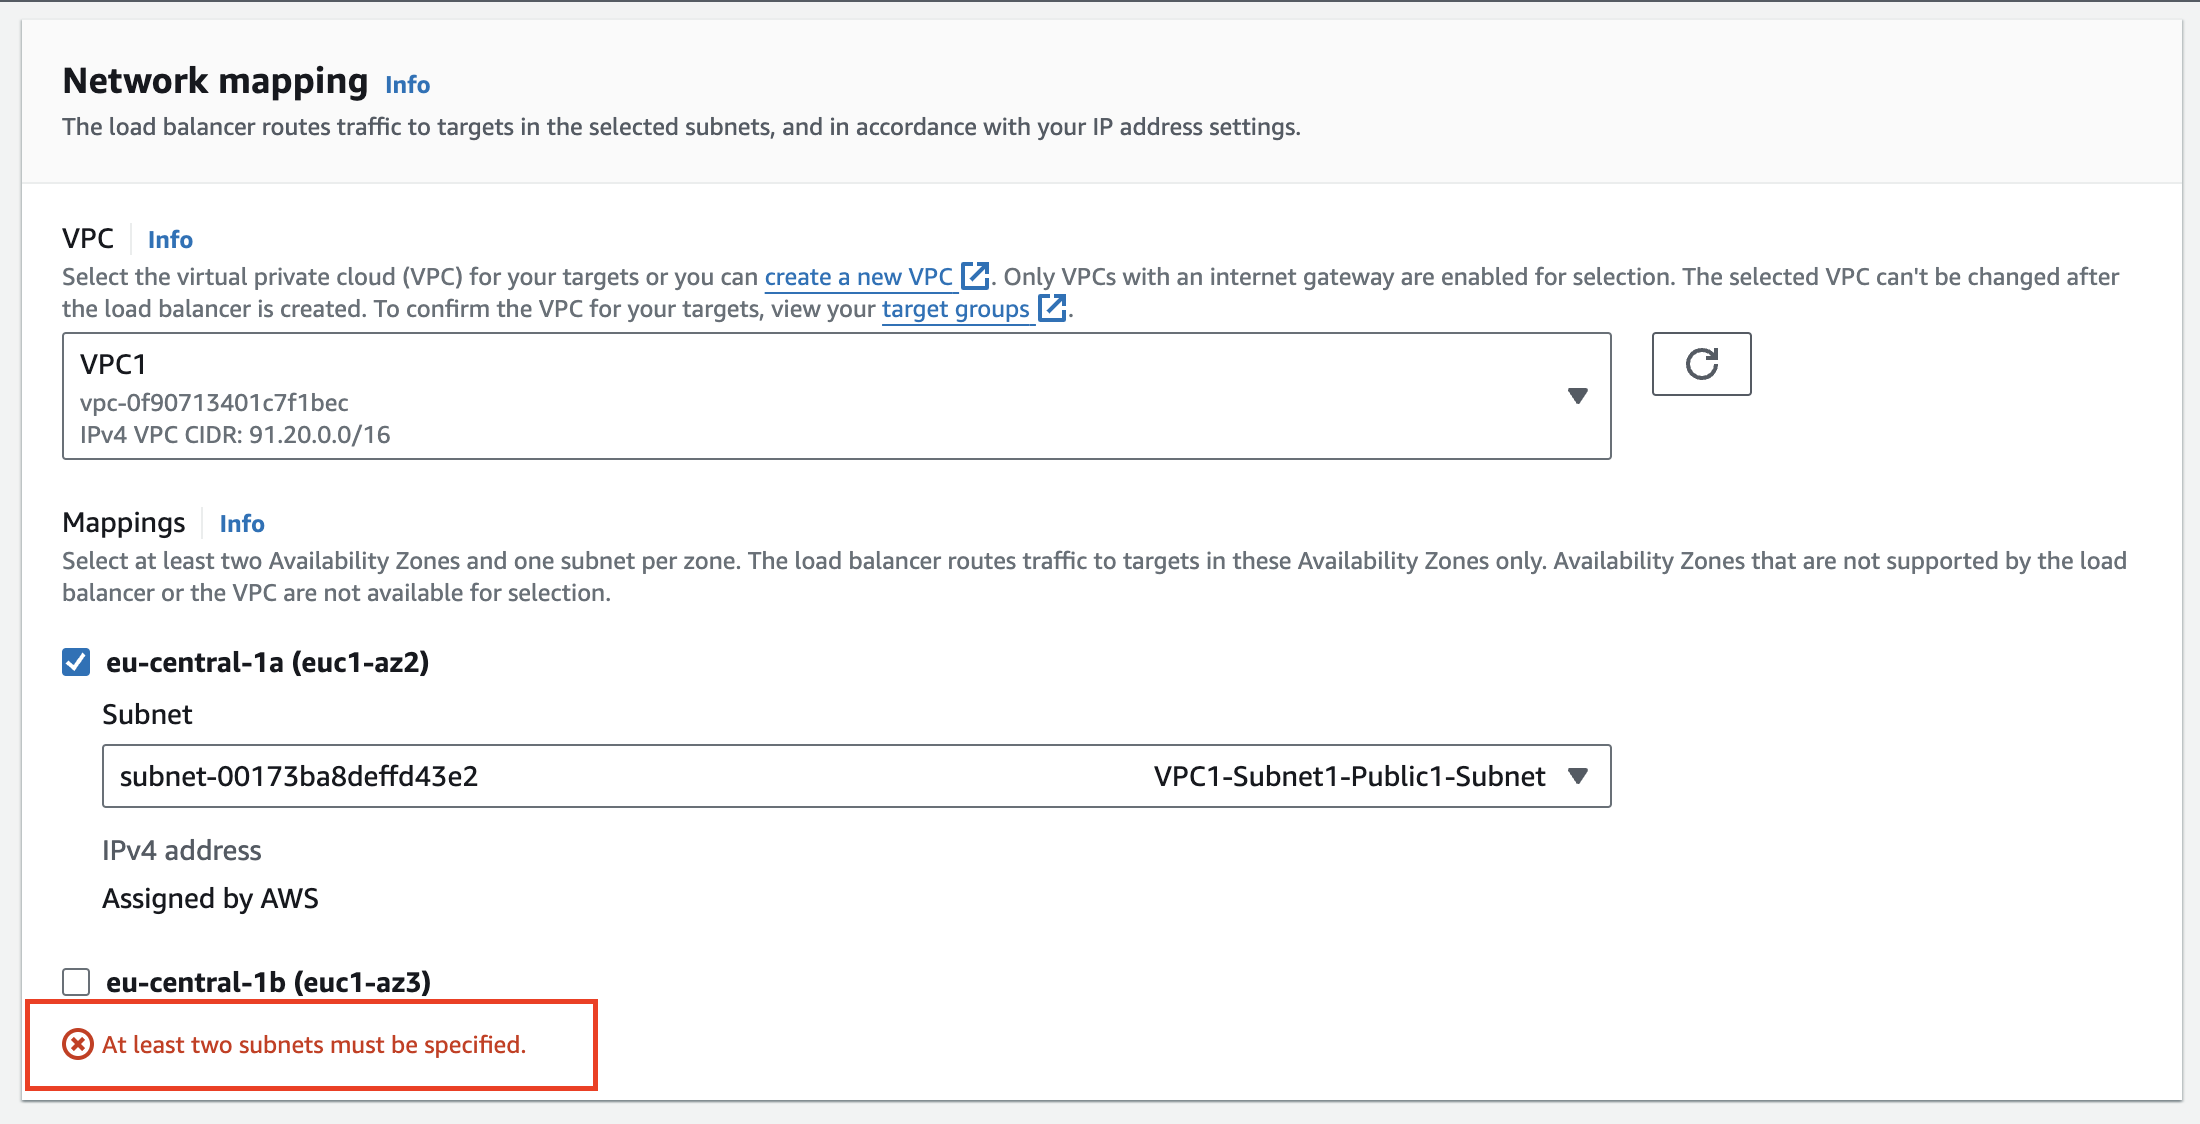 Network mapping Info
The load balancer routes traffic to targets in the selected subnets, and in accordance with your IP address settings.
VPC Info
Select the virtual private cloud (VPC) for your targets or you can create a new VPC. Only VPCs with an internet gateway are enabled for selection. The selected VPC can't be changed after
the load balancer is created. To confirm the VPC for your targets, view your target groups.
VPC1
vpc-0f90713401c7f1bec
IPv4 VPC CIDR: 91.20.0.0/16
Mappings Info
Select at least two Availability Zones and one subnet per zone. The load balancer routes traffic to targets in these Availability Zones only. Availability Zones that are not supported by the load
balancer or the VPC are not available for selection.
eu-central-1a (euc1-az2)
Subnet
subnet-00173ba8deffd43e2 VPC1-Subnet1-Public1-Subnet
IPv4 address
Assigned by AWS
eu-central-1b (euc1-az3)
At least two subnets must be specified.